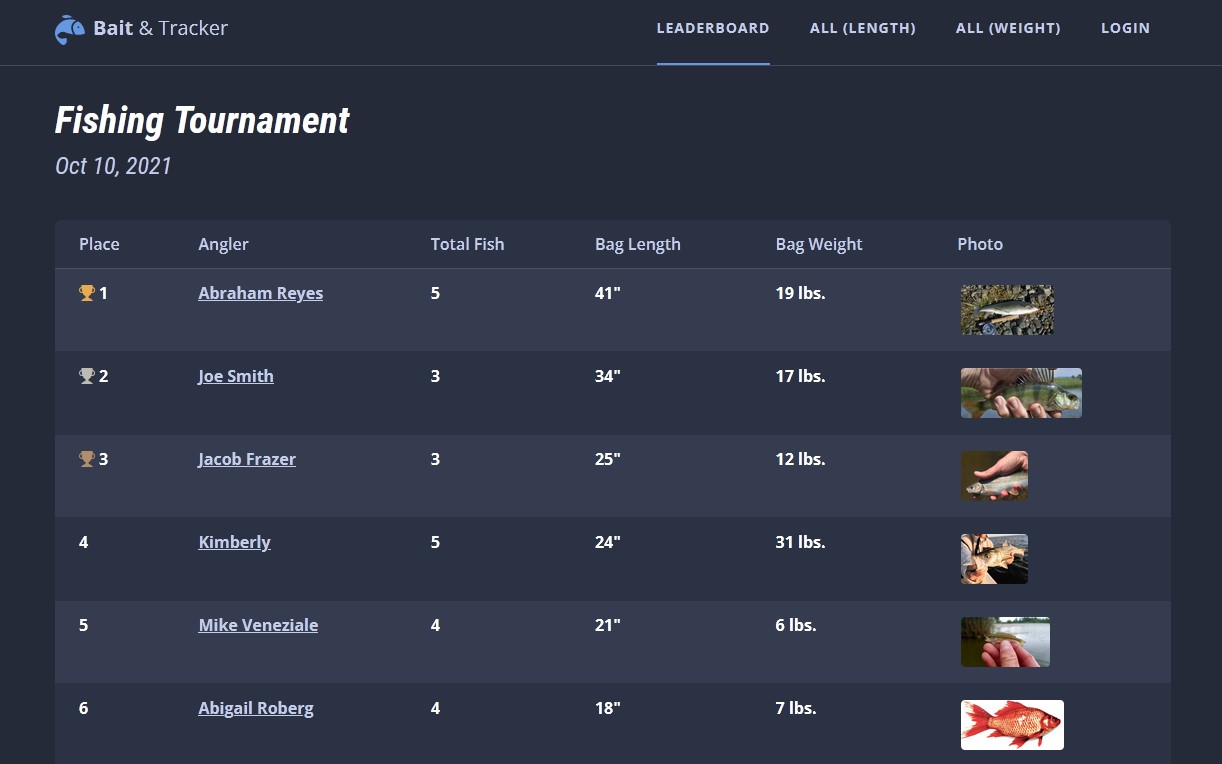 Bait & Tracker LEADERBOARD ALL (LENGTH) ALL (WEIGHT) LOGIN
Fishing Tournament
Oct 10, 2021
Place Angler Total Fish Bag Length Bag Weight Photo
1 Abraham Reyes 5 41" 19 lbs.
2 Joe Smith 3 34" 17 lbs.
3 Jacob Frazer 3 25" 12 lbs.
4 Kimberly 5 24" 31 lbs.
5 Mike Veneziale 4 21" 6 lbs.
6 Abigail Roberg 4 18" 7 lbs.